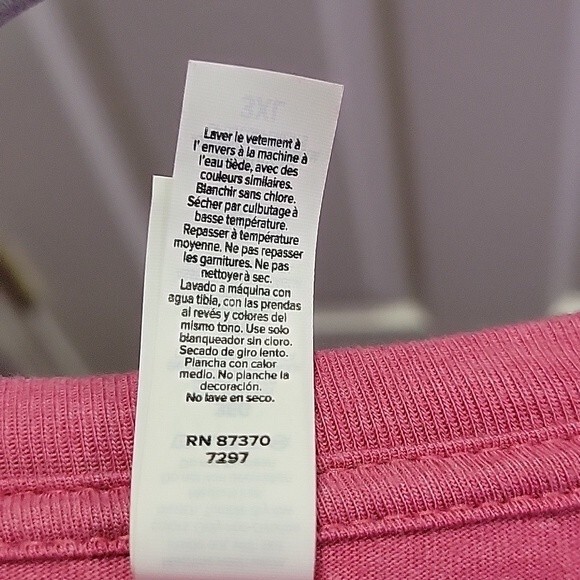 Laver le vetement à
l'envers à la machine à
l'eau tiède, avec des
couleurs similaires.
Blanchir sans chlore.
Sécher par culbutage à
basse température.
Repasser à température
moyenne. Ne pas repasser
les garnitures. Ne pas
nettoyer à sec.
Lavado a máquina con
agua tibia, con las prendas
al revés y colores del
mismo tono. Use solo
blanqueador sin cloro.
Secado de giro lento.
Plancha con calor
medio. No planche la
decoración.
No lave en seco.
RN 87370
7297